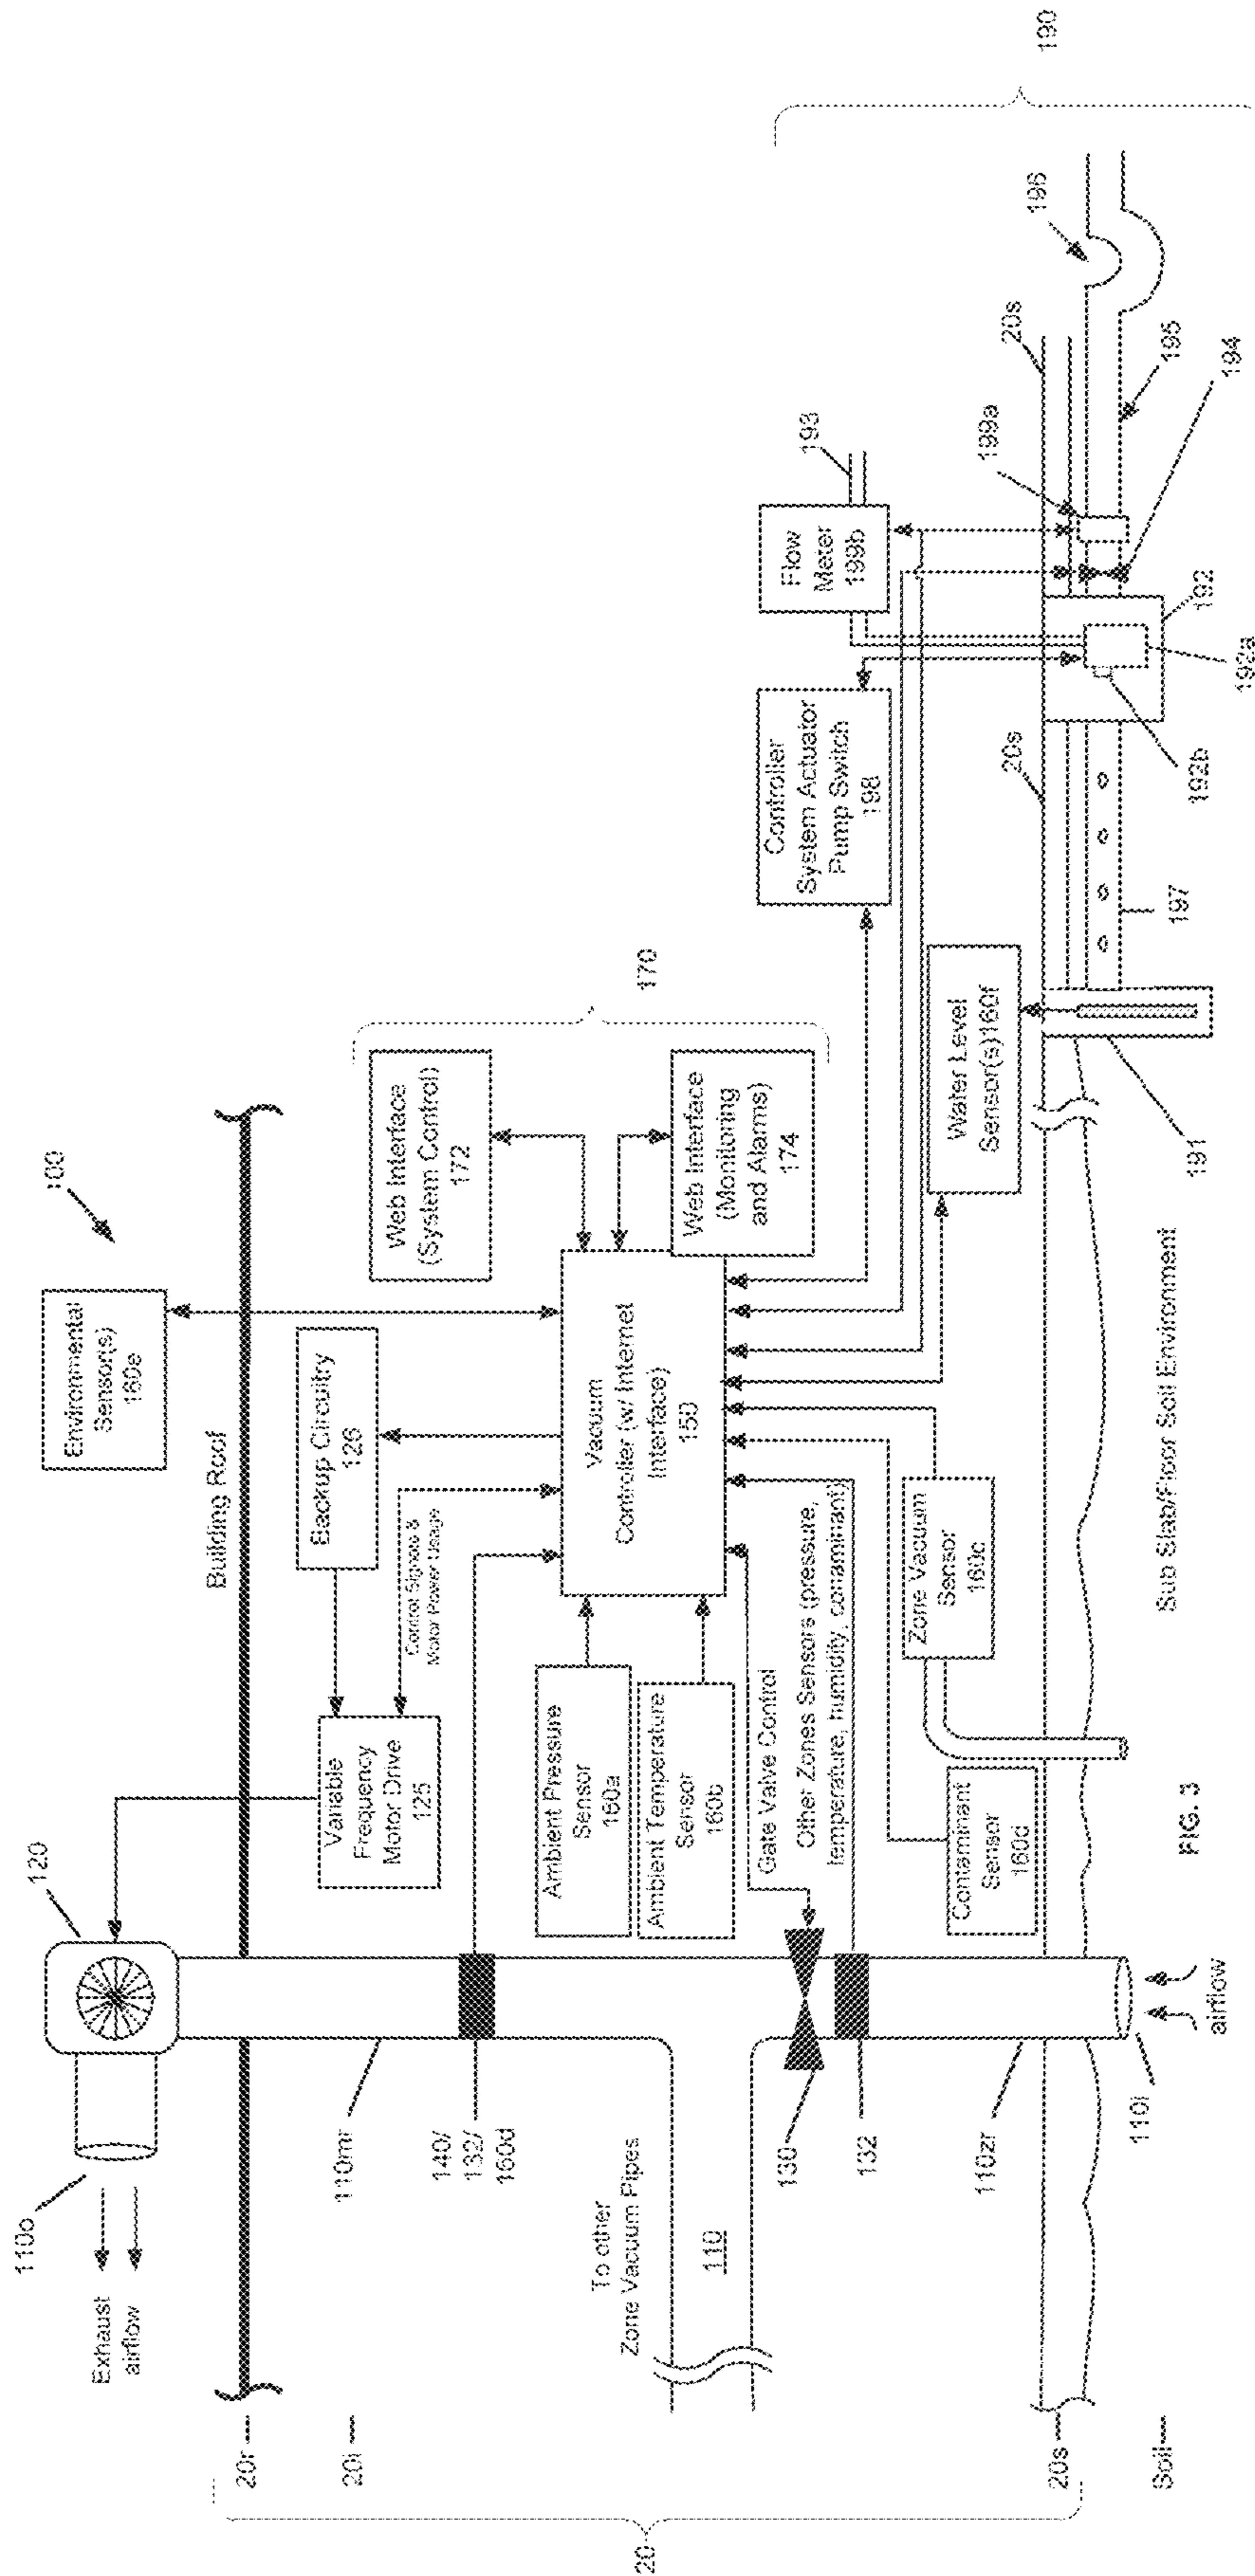 100
Environmental
Sensor(s)
160e
120
110o
Exhaust
airflow
20r
Building Roof
20i
20
Variable
Frequency
Motor Drive
125
Backup Circuitry
126
Control Signals &
Motor Power Usage
Web Interface
(System Control)
172
170
Web Interface
(Monitoring
and Alarms)
174
Vacuum
Controller (w/ Internet
Interface)
150
110mr
140/
132/
160d
Ambient Pressure
Sensor
160a
Ambient Temperature
Sensor
160b
To other
Zone Vacuum Pipes
110
130
132
Gate Valve Control
Other Zones Sensors (pressure,
temperature, humidity, conaminant)
Contaminant
Sensor
160d
Zone Vacuum
Sensor
160c
Water Level
Sensor(s)160f
Controller
System Actuator
Pump Switch
198
Flow
Meter
199b
193
190
110zr
20s
20s
20s
199a
196
195
194
192
192a
192b
197
191
110i
airflow
Soil
Sub Slab/Floor Soil Environment
FIG. 3